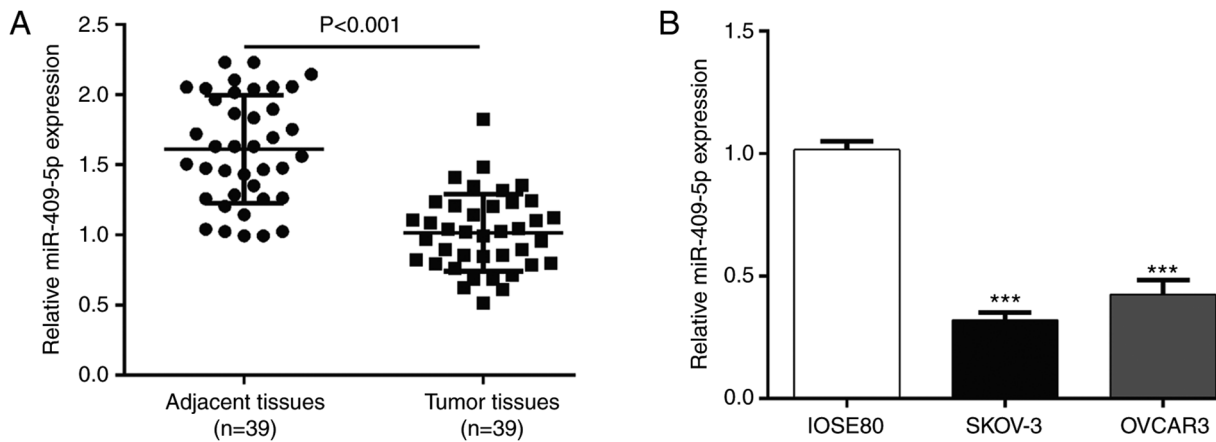 A
P<0.001
Relative miR-409-5p expression
2.5
2.0
1.5
1.0
0.5
0.0
Adjacent tissues
(n=39)
Tumor tissues
(n=39)
B
Relative miR-409-5p expression
1.5
1.0
0.5
0.0
***
***
IOSE80
SKOV-3
OVCAR3